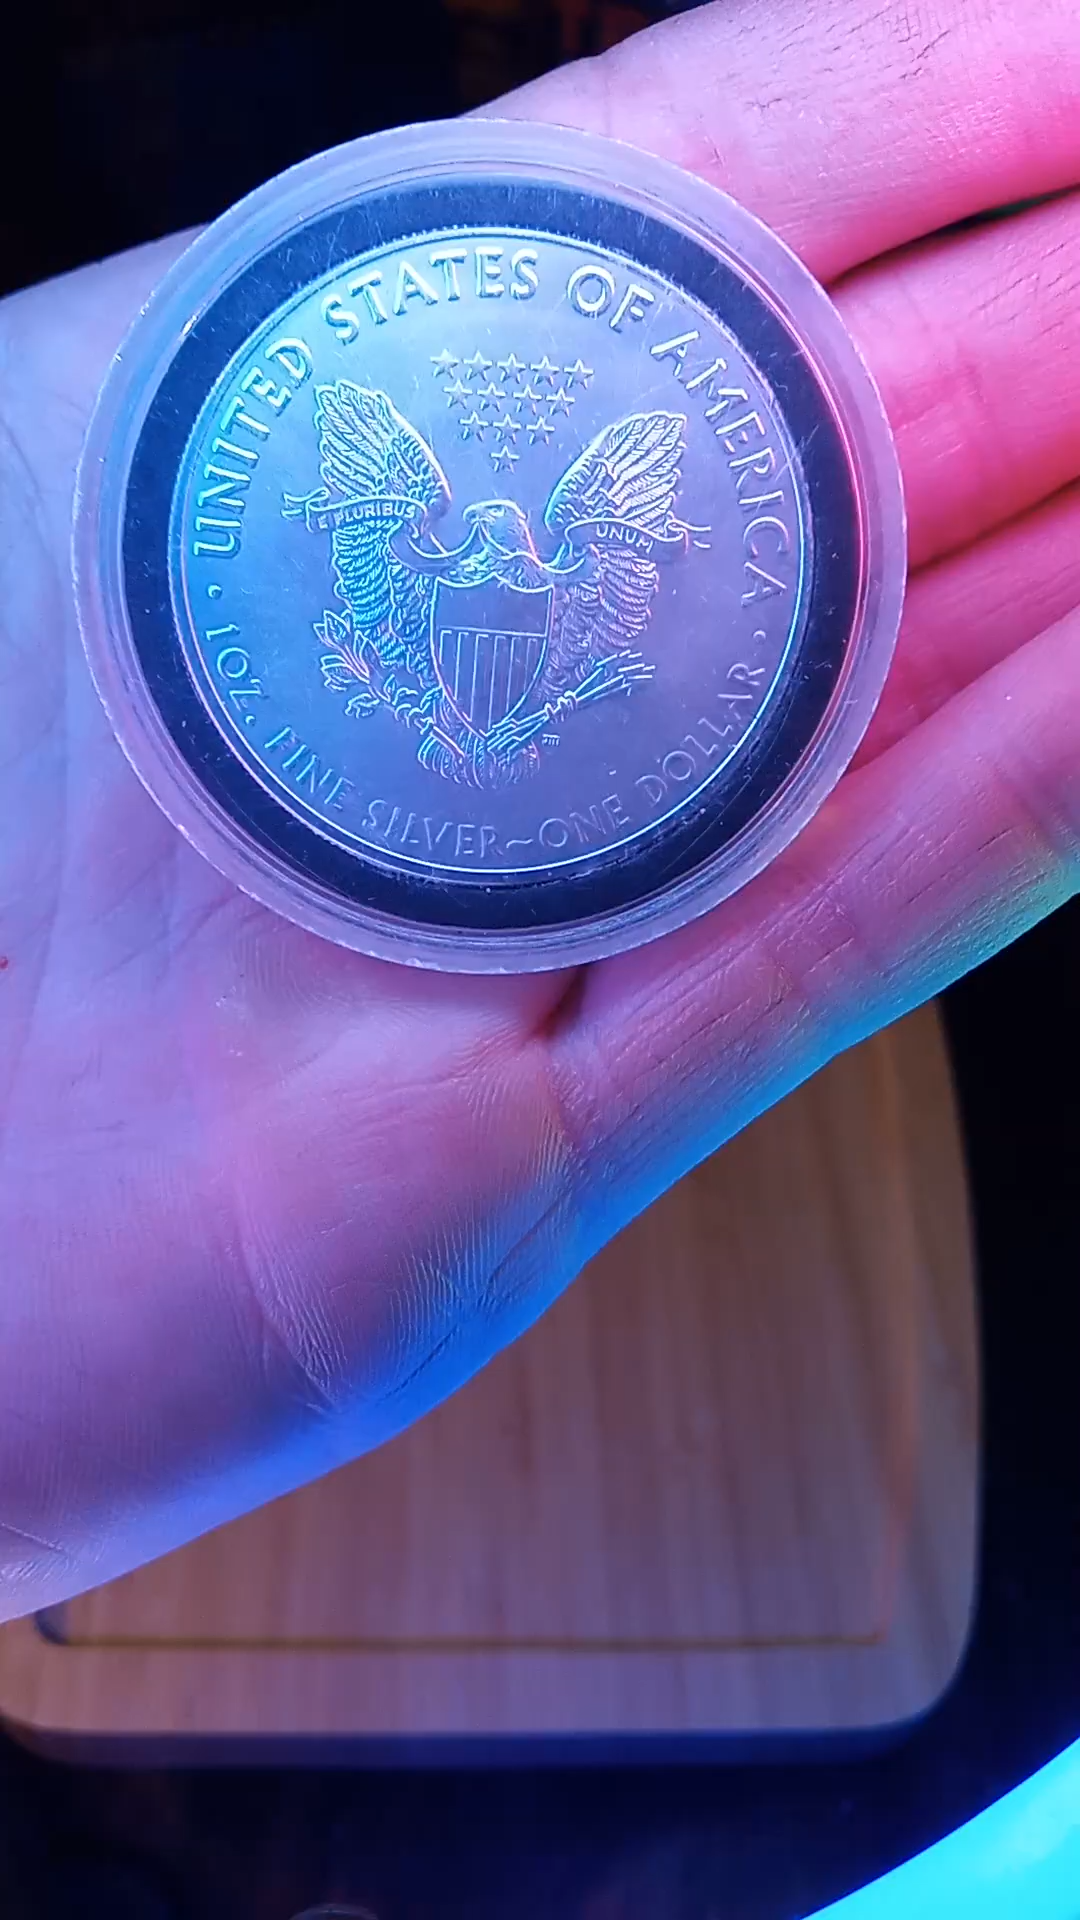 UNITED STATES OF AMERICA
E PLURIBUS UNUM
· 1 OZ. FINE SILVER~ONE DOLLAR ·